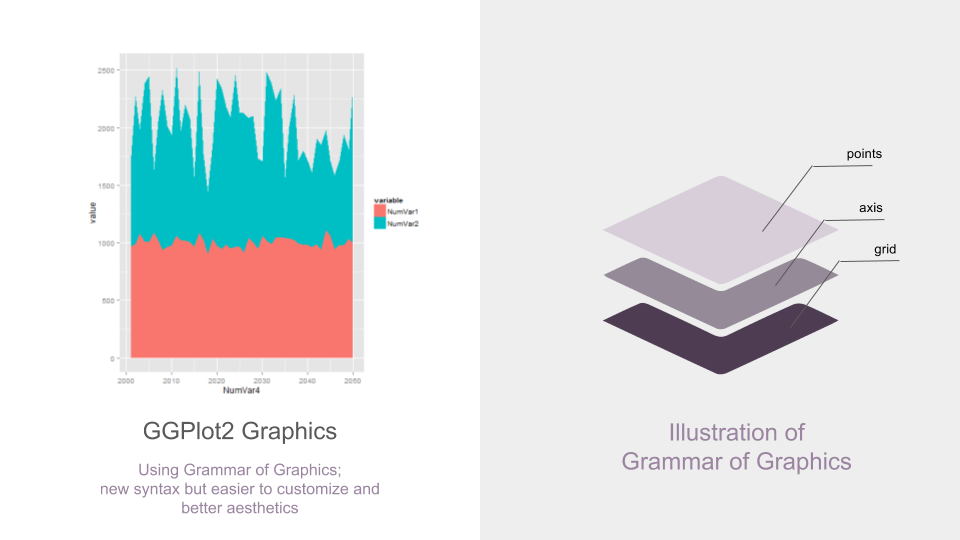 2500
2000
1500
1000
500
0
value
2000 2010 2020 2030 2040 2050
NumVar4
variable
NumVar1
NumVar2
GGPlot2 Graphics
Using Grammar of Graphics;
new syntax but easier to customize and
better aesthetics
points
axis
grid
Illustration of
Grammar of Graphics